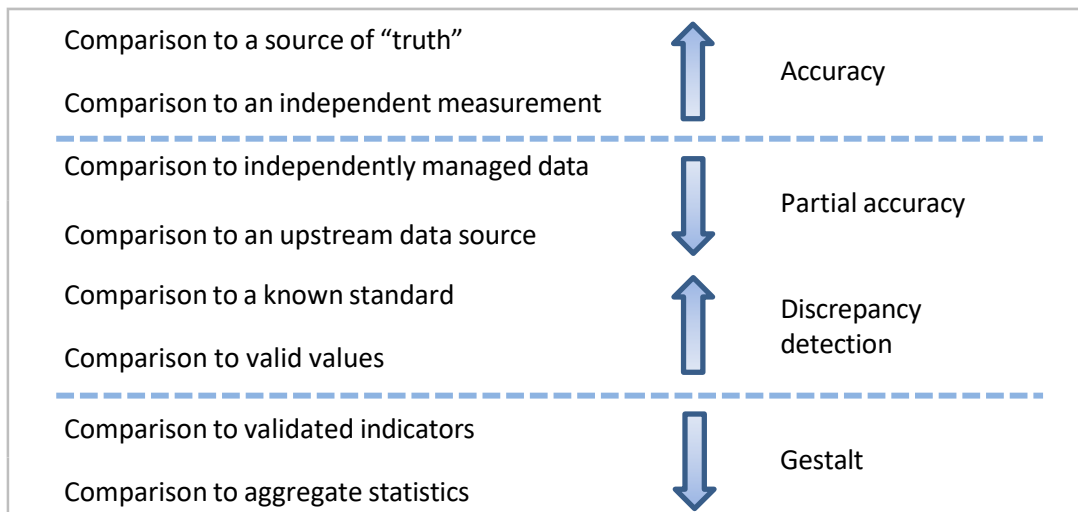 Comparison to a source of “truth”
Comparison to an independent measurement
Accuracy
Comparison to independently managed data
Comparison to an upstream data source
Partial accuracy
Comparison to a known standard
Comparison to valid values
Discrepancy
detection
Comparison to validated indicators
Comparison to aggregate statistics
Gestalt